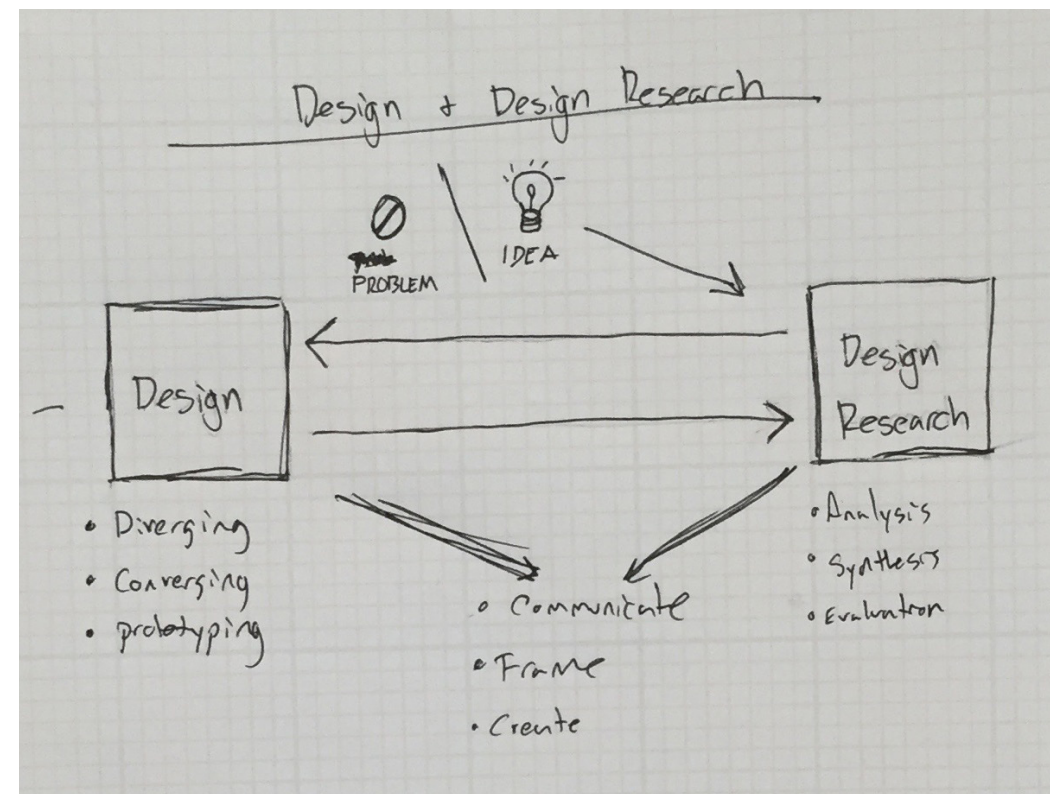 Design + Design Research
IDEA
PROBLEM
Design
Design
Research
• Diverging
• Converging
• prototyping
• Analysis
• Synthesis
• Evaluation
• Communicate
• Frame
• Create